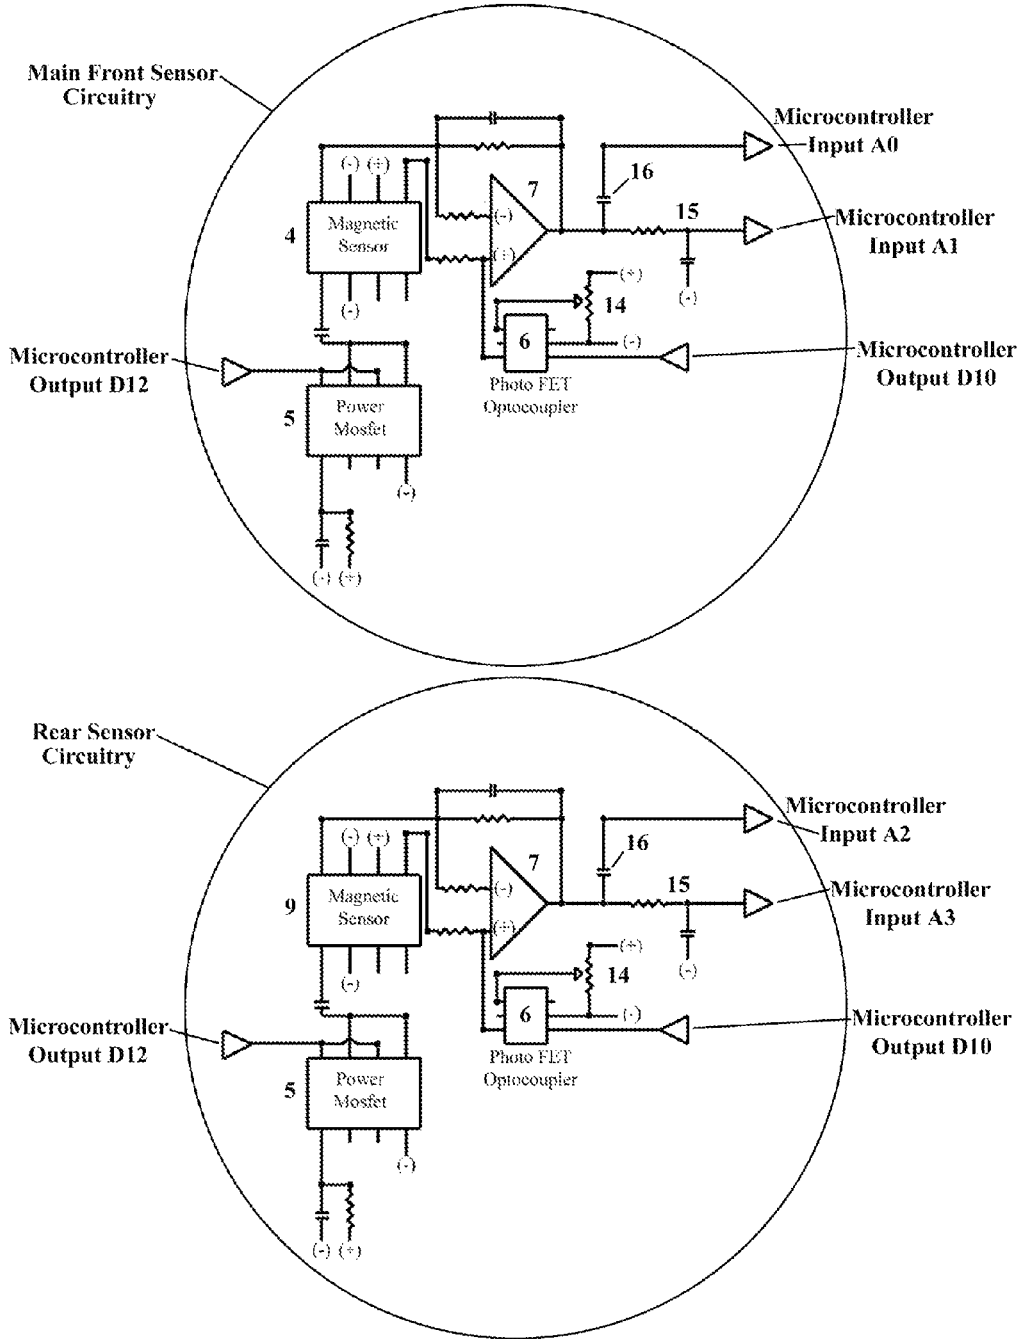 Main Front Sensor
Circuitry
Microcontroller
Input A0
16
7
(-) (+)
4
Magnetic
Sensor
(-)
(+)
15
Microcontroller
Input A1
(-)
(+)
14
(-)
(-)
6
Photo FET
Optocoupler
Microcontroller
Output D10
Microcontroller
Output D12
5
Power
Mosfet
(-)
(-) (+)
Rear Sensor
Circuitry
Microcontroller
Input A2
16
7
(-) (+)
9
Magnetic
Sensor
(-)
(+)
15
Microcontroller
Input A3
(-)
(+)
14
(-)
(-)
6
Photo FET
Optocoupler
Microcontroller
Output D10
Microcontroller
Output D12
5
Power
Mosfet
(-)
(-) (+)